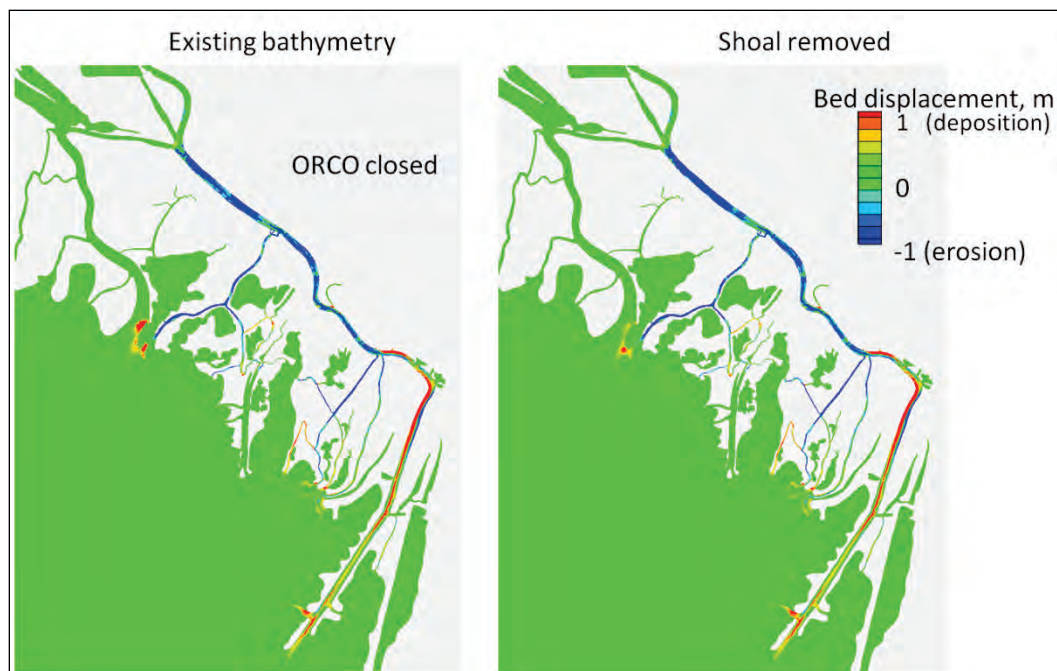 Existing bathymetry
Shoal removed
ORCO closed
Bed displacement, m
1 (deposition)
0
-1 (erosion)